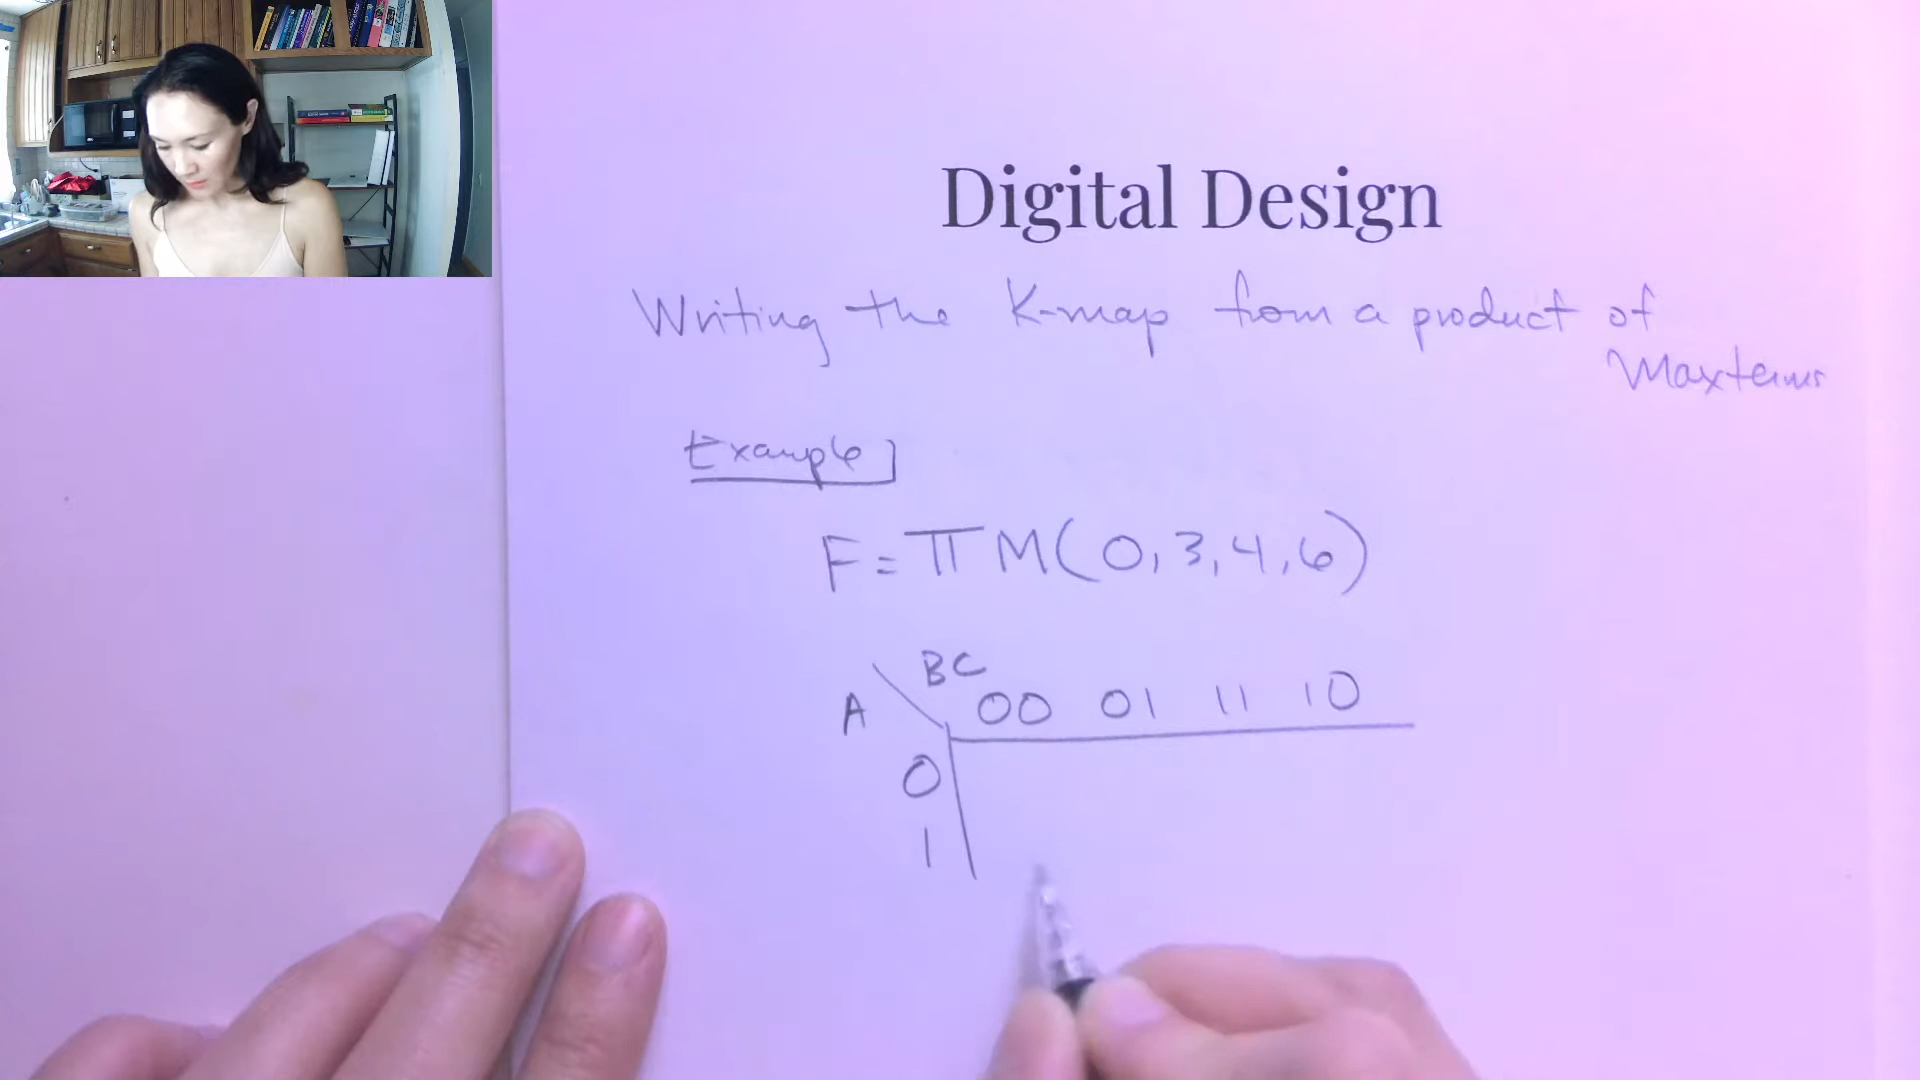 Digital Design
Writing the K-map from a product of
Maxterms
Example
F=πM(0,3,4,6)
BC
A 00 01 11 10
0
1